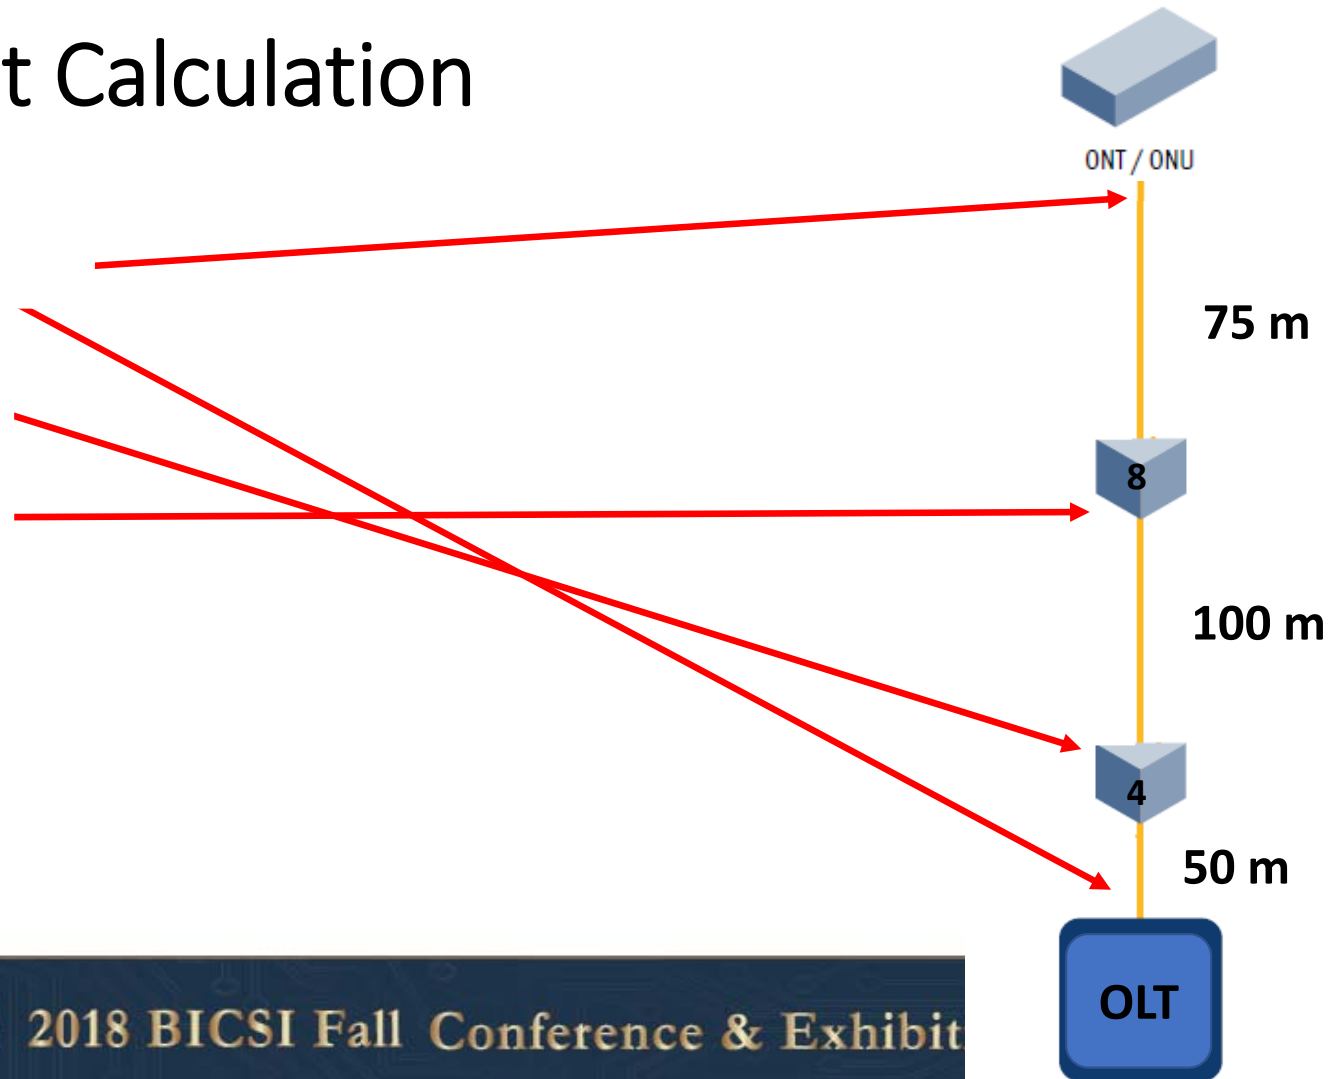 t Calculation
ONT / ONU
75 m
8
100 m
4
50 m
OLT
2018 BICSI Fall Conference & Exhibit